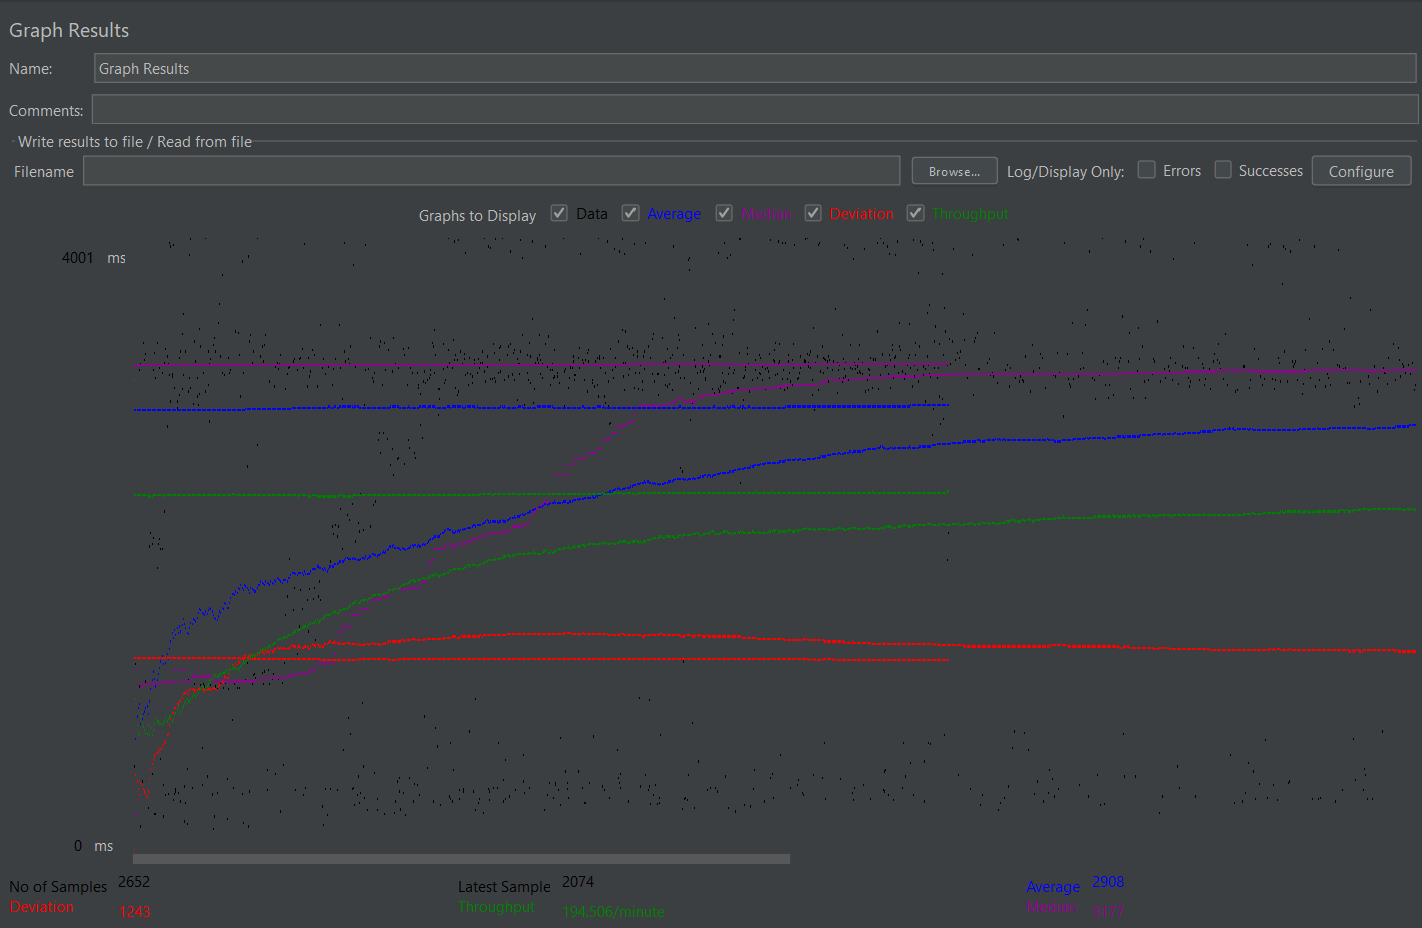 Graph Results
Name: Graph Results
Comments:
Write results to file / Read from file
Filename Browse... Log/Display Only: Errors Successes Configure
Graphs to Display Data Average Median Deviation Throughput
4001 ms
0 ms
No of Samples 2652 Latest Sample 2074 Average 2908
Deviation 1243 Throughput 194.506/minute Median 3177